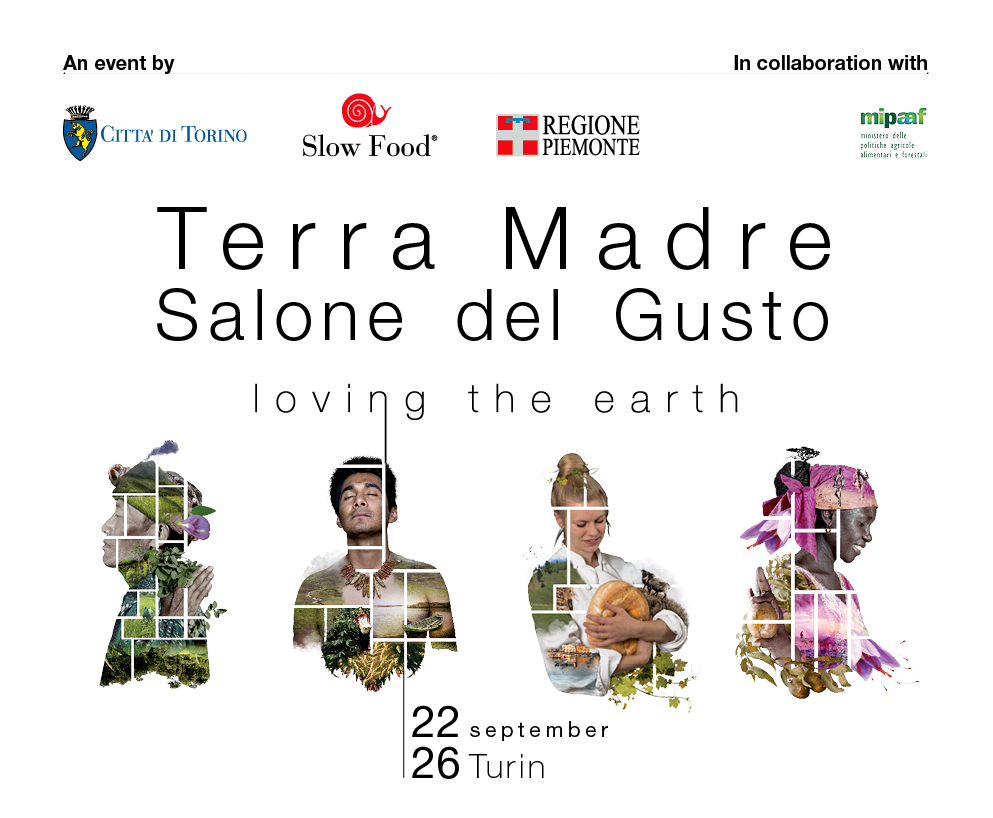 An event by
In collaboration with
CITTA' DI TORINO
Slow Food®
REGIONE
PIEMONTE
mipaaf
ministero delle
politiche agricole
alimentari e forestali
Terra Madre
Salone del Gusto
loving the earth
22 september
26 Turin